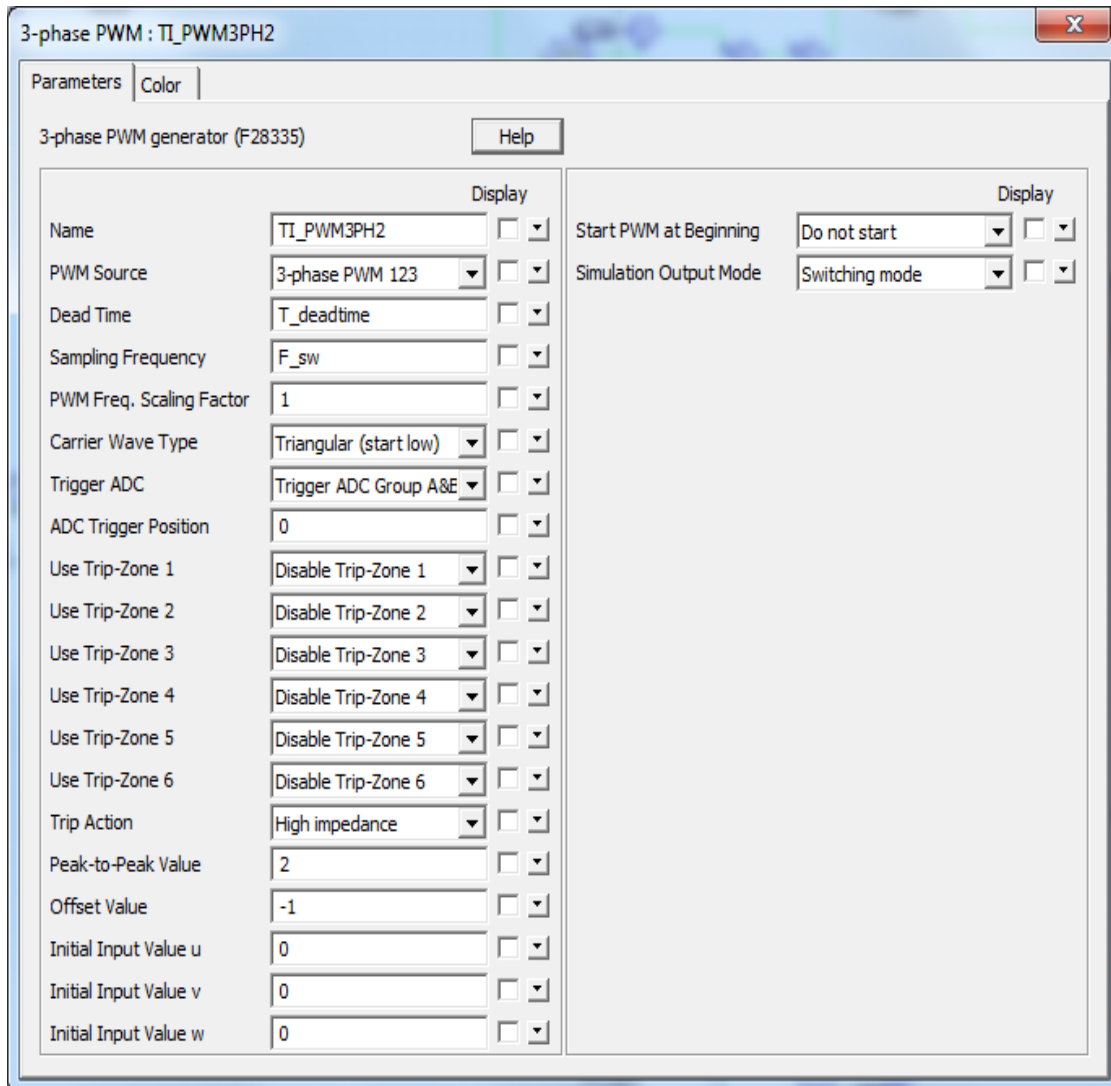 3-phase PWM : TI_PWM3PH2
Parameters Color
3-phase PWM generator (F28335) Help
Display
Name TI_PWM3PH2
PWM Source 3-phase PWM 123
Dead Time T_deadtime
Sampling Frequency F_sw
PWM Freq. Scaling Factor 1
Carrier Wave Type Triangular (start low)
Trigger ADC Trigger ADC Group A&B
ADC Trigger Position 0
Use Trip-Zone 1 Disable Trip-Zone 1
Use Trip-Zone 2 Disable Trip-Zone 2
Use Trip-Zone 3 Disable Trip-Zone 3
Use Trip-Zone 4 Disable Trip-Zone 4
Use Trip-Zone 5 Disable Trip-Zone 5
Use Trip-Zone 6 Disable Trip-Zone 6
Trip Action High impedance
Peak-to-Peak Value 2
Offset Value -1
Initial Input Value u 0
Initial Input Value v 0
Initial Input Value w 0
Display
Start PWM at Beginning Do not start
Simulation Output Mode Switching mode